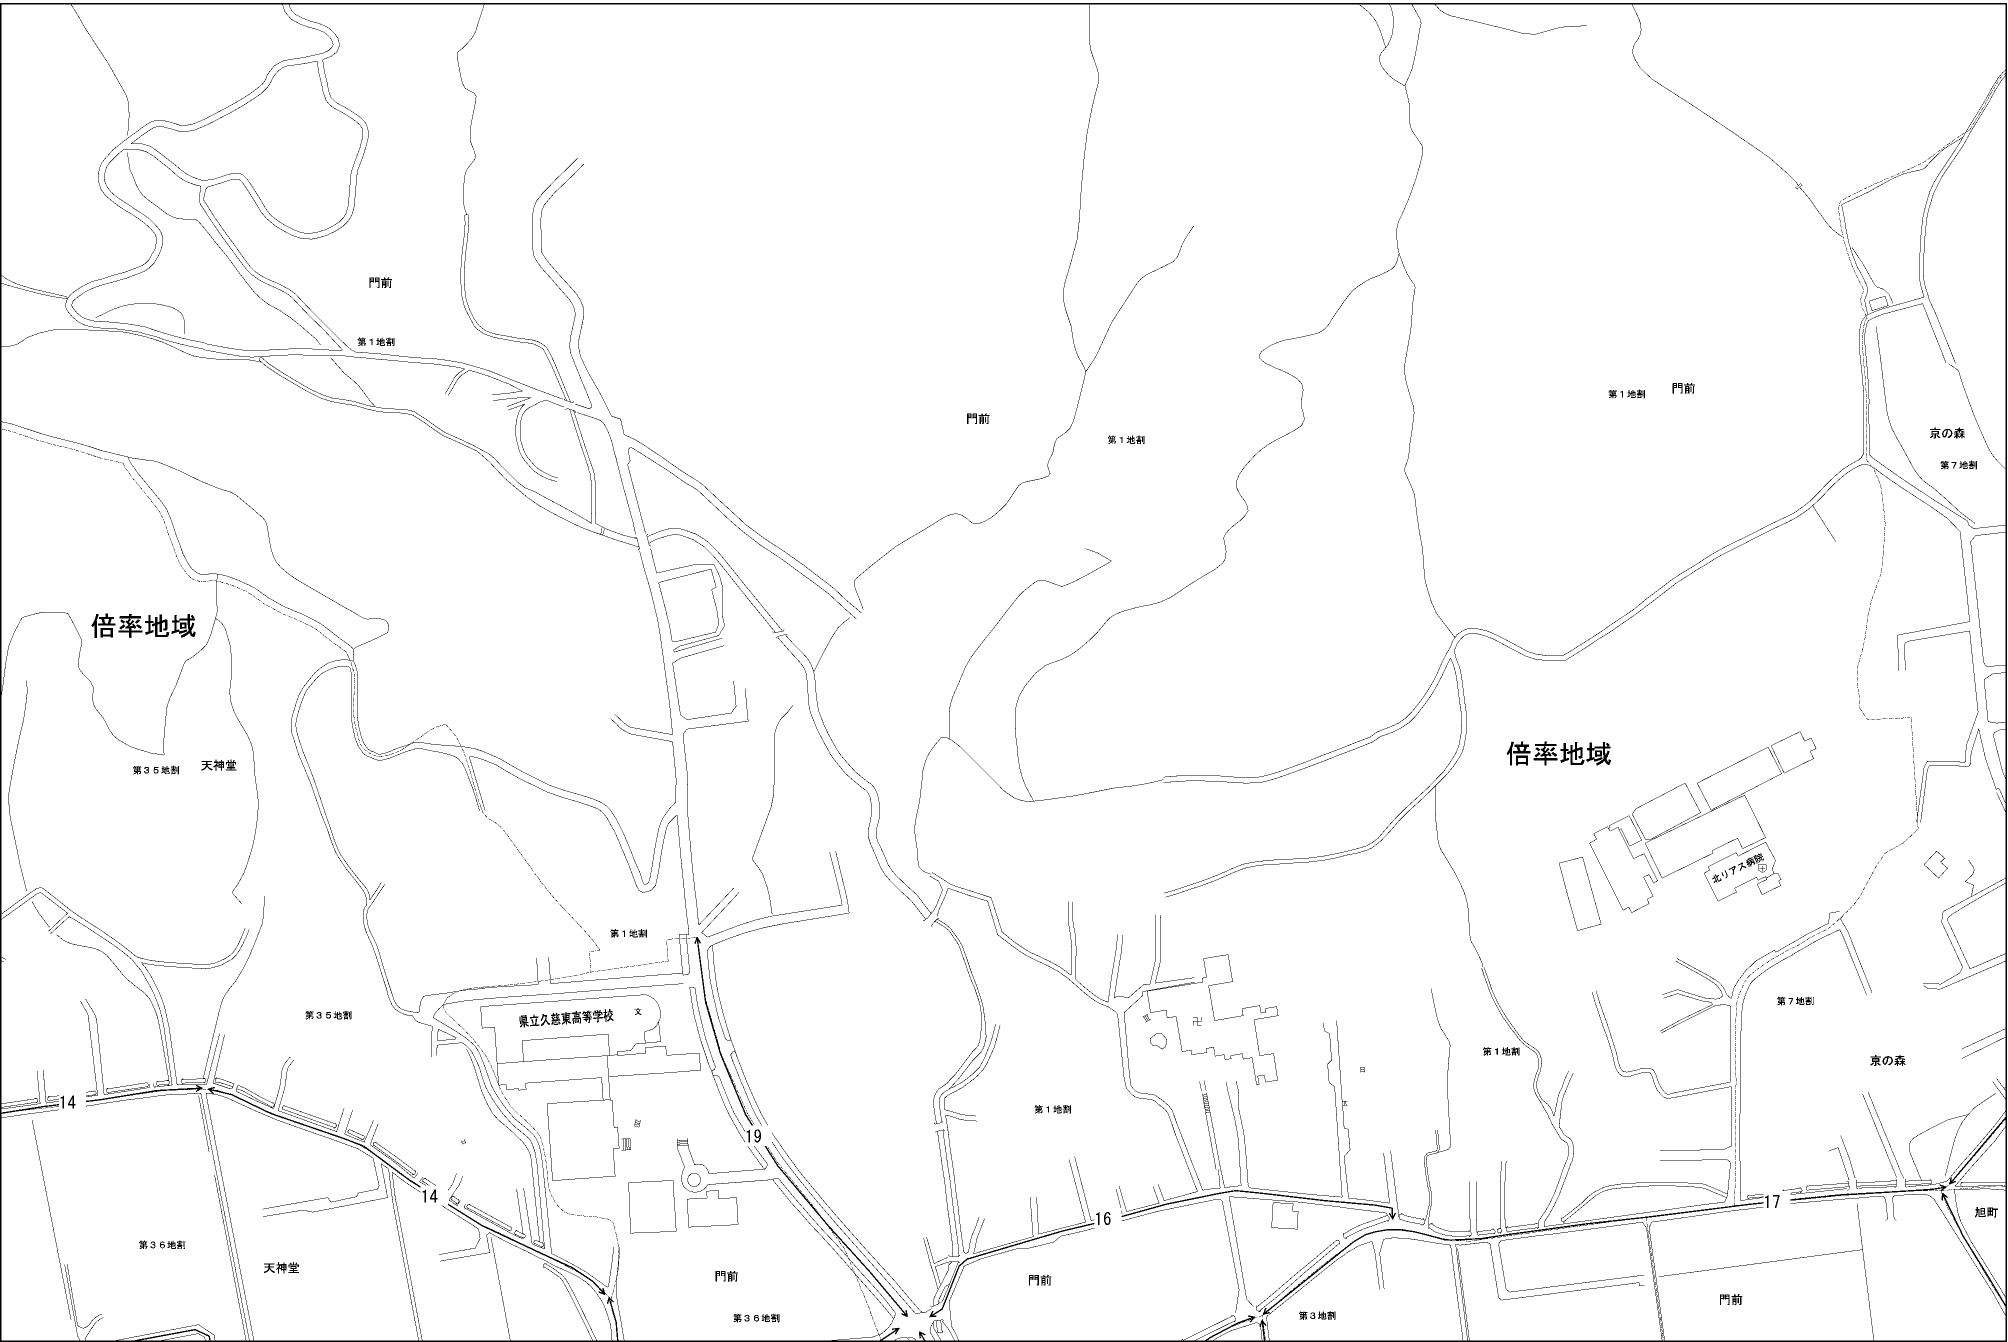 門前
第1地割
門前
第1地割
第1地割
門前
京の森
第7地割
倍率地域
倍率地域
第35地割
天神堂
北リアス病院
第1地割
第35地割
県立久慈東高等学校
文
第7地割
第1地割
京の森
14
第1地割
19
14
16
17
旭町
第36地割
天神堂
門前
門前
門前
第36地割
第3地割